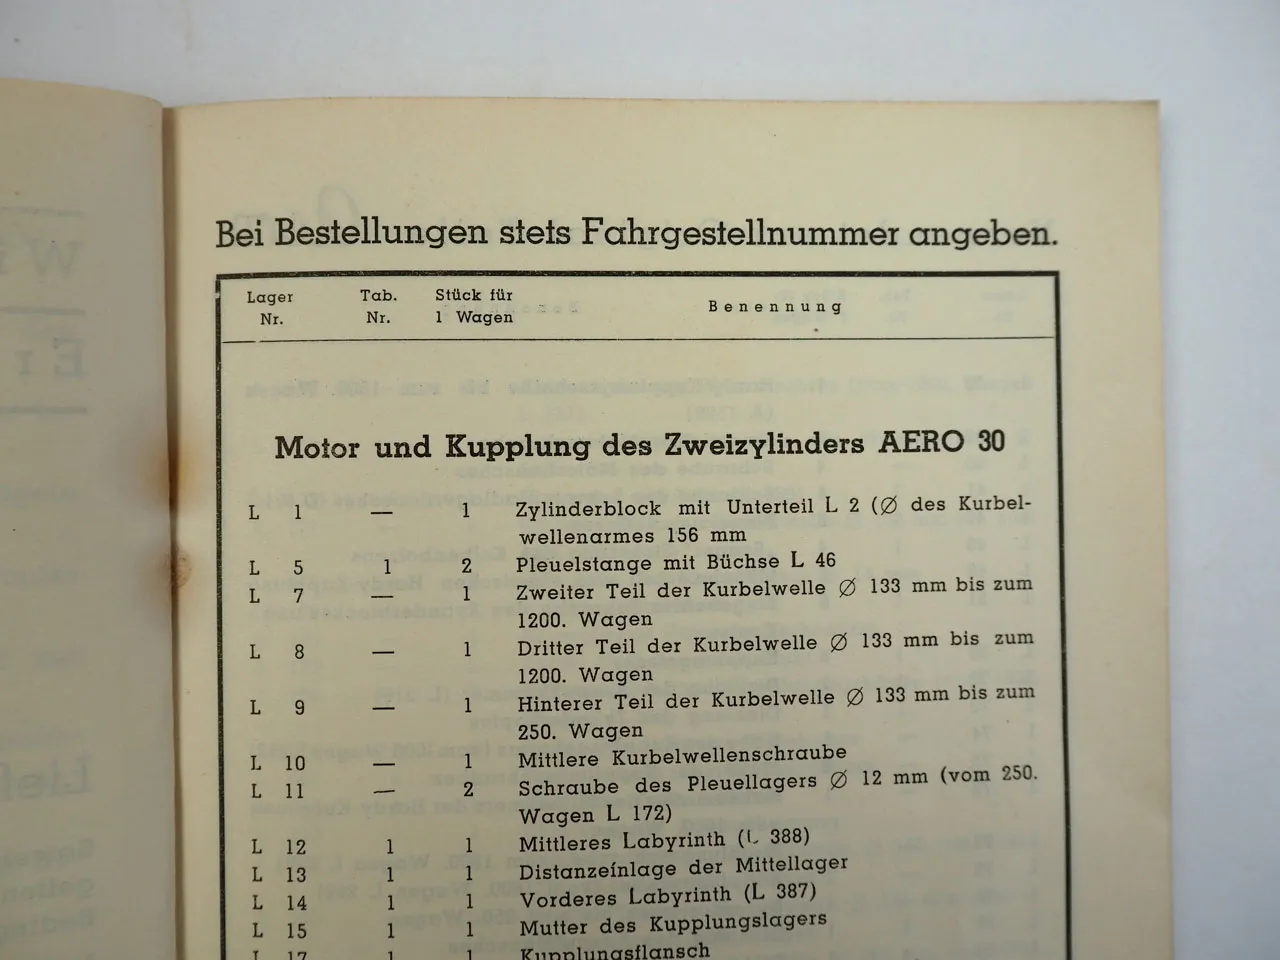 Bei Bestellungen stets Fahrgestellnummer angeben.
Lager Nr. Tab. Nr. Stück für 1 Wagen Benennung
Motor und Kupplung des Zweizylinders AERO 30
L 1 — 1 Zylinderblock mit Unterteil L 2 (∅ des Kurbel-
wellenarmes 156 mm
L 5 1 2 Pleuelstange mit Büchse L 46
L 7 — 1 Zweiter Teil der Kurbelwelle ∅ 133 mm bis zum
1200. Wagen
L 8 — 1 Dritter Teil der Kurbelwelle ∅ 133 mm bis zum
1200. Wagen
L 9 — 1 Hinterer Teil der Kurbelwelle ∅ 133 mm bis zum
250. Wagen
L 10 — 1 Mittlere Kurbelwellenschraube
L 11 — 2 Schraube des Pleuellagers ∅ 12 mm (vom 250.
Wagen L 172)
L 12 1 1 Mittleres Labyrinth (L 388)
L 13 1 1 Distanzeinlage der Mittellager
L 14 1 1 Vorderes Labyrinth (L 387)
L 15 1 1 Mutter des Kupplungslagers
L 17 1 1 Kupplungsflansch